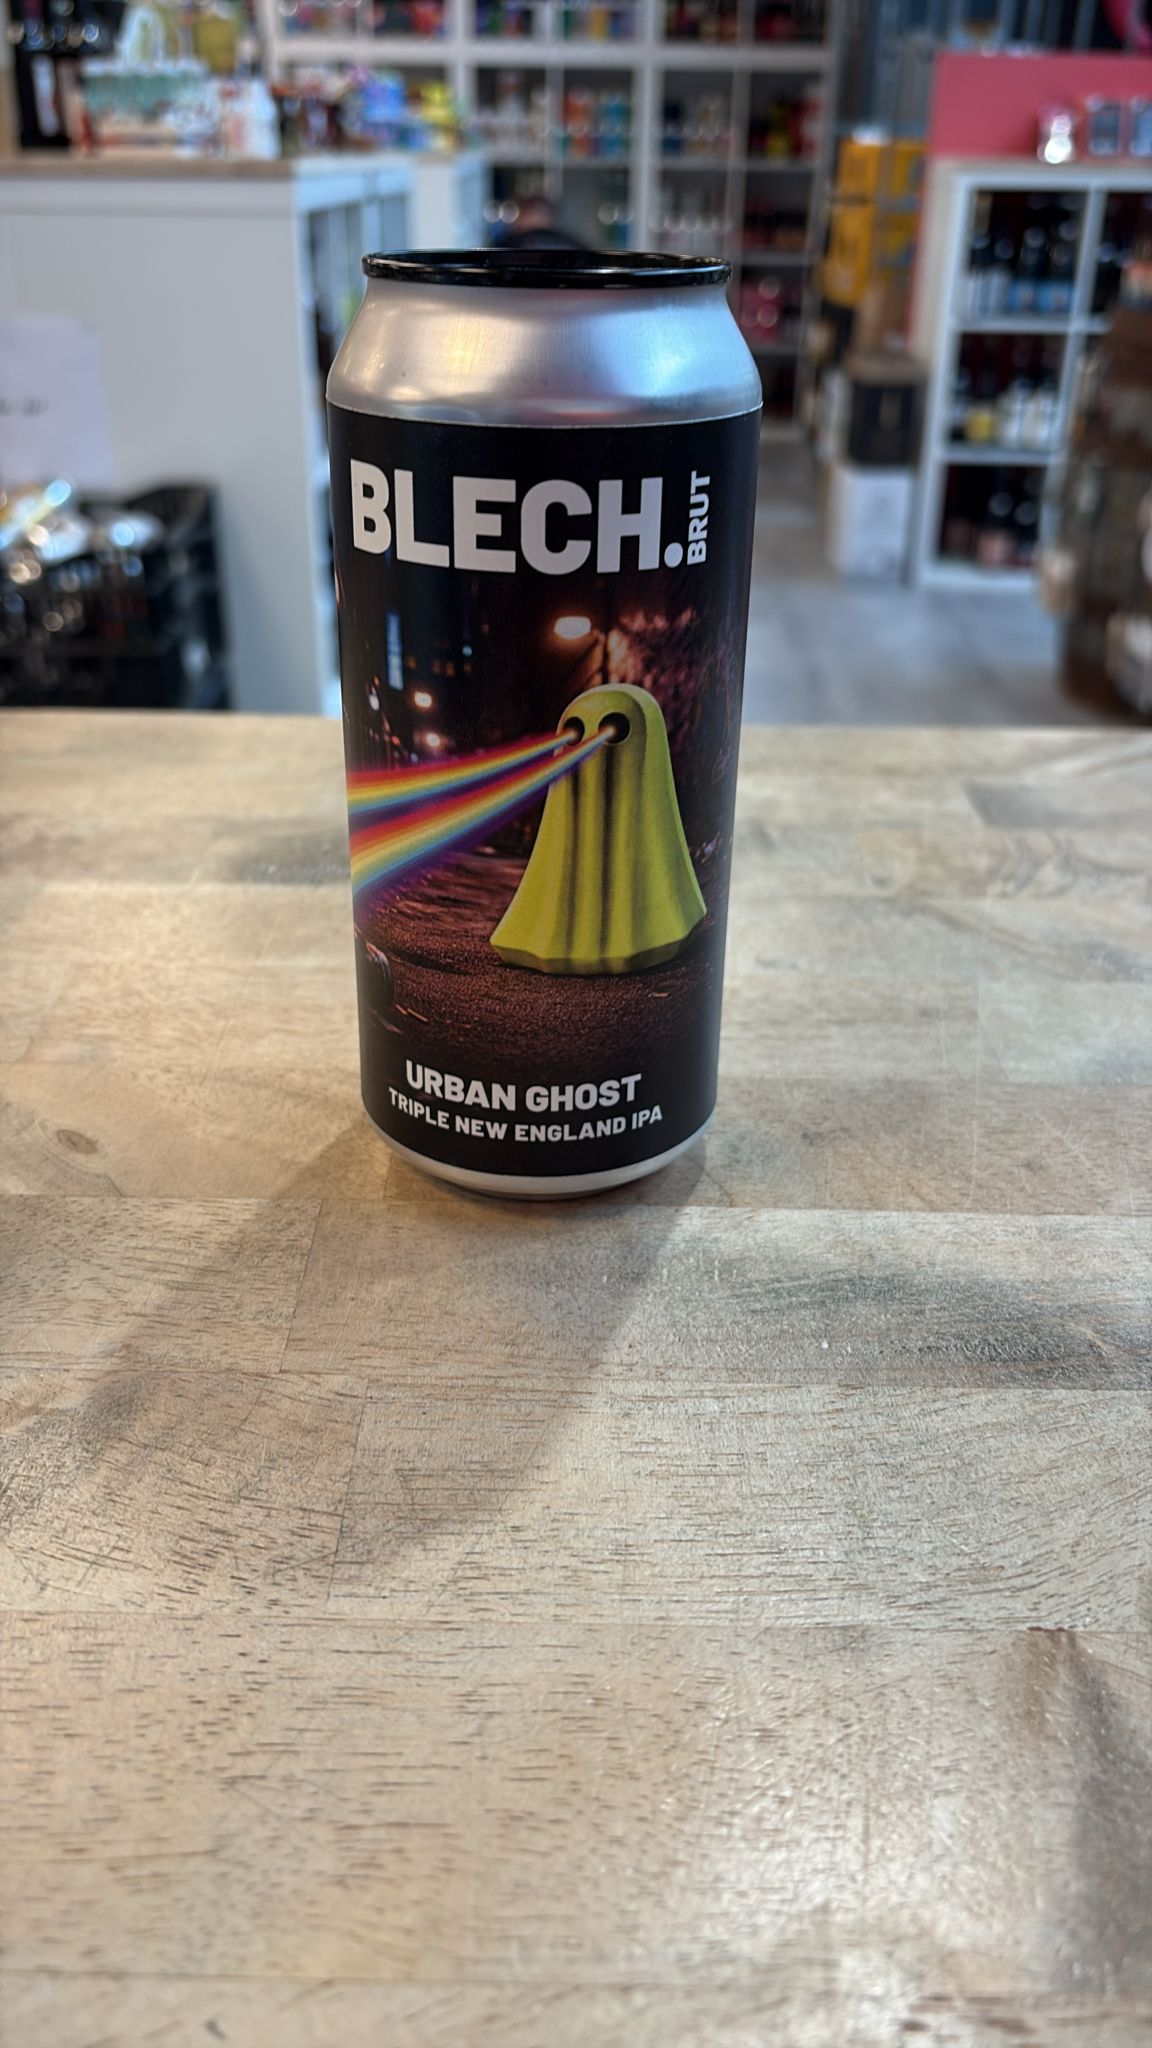 BLECH.BRUT
URBAN GHOST
TRIPLE NEW ENGLAND IPA